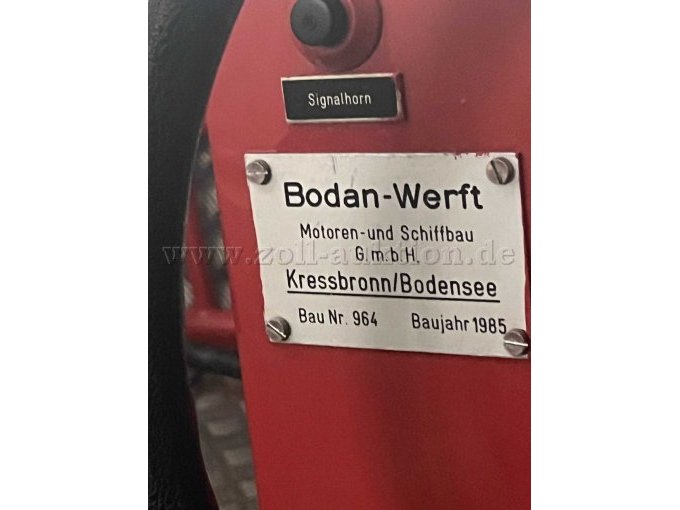 Signalhorn
Bodan-Werft
Motoren-und Schiffbau
G.m.b.H.
www.zoll-auktion.de
Kressbronn/Bodensee
Bau Nr. 964 Baujahr 1985